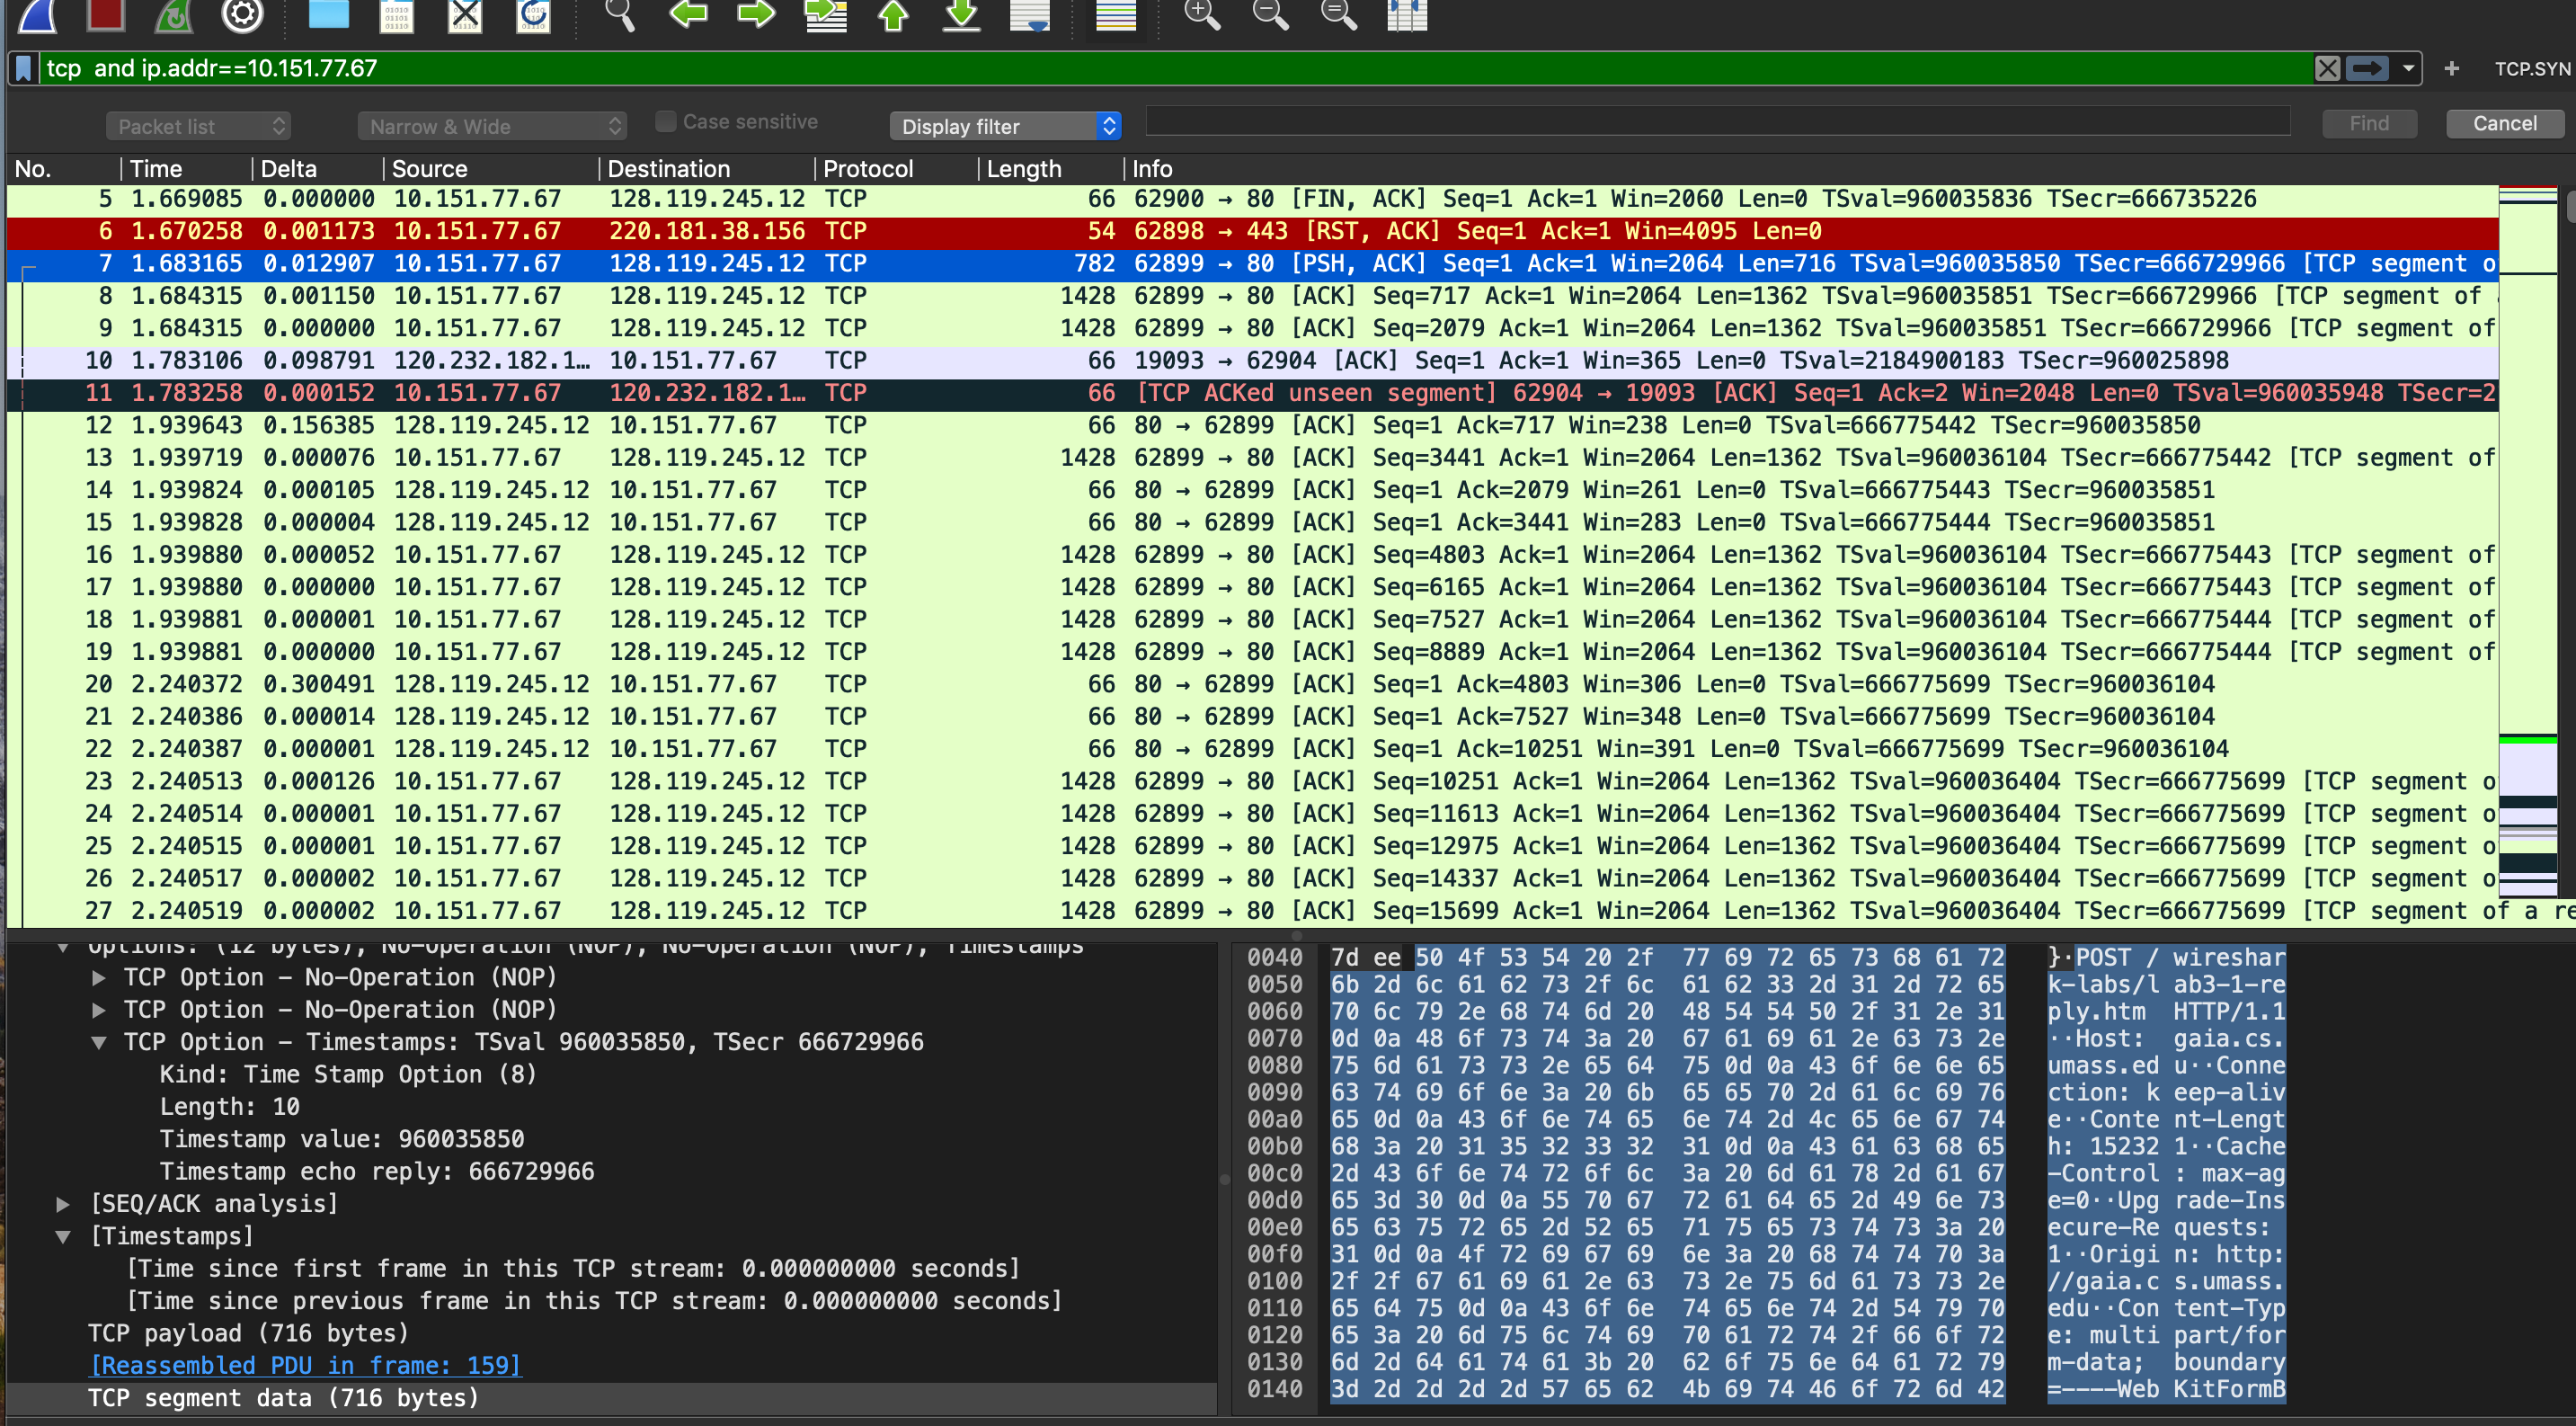 tcp  and ip.addr==10.151.77.67
TCP.SYN
Packet list
Narrow & Wide
Case sensitive
Display filter
Find
Cancel
No. Time Delta Source Destination Protocol Length Info
5 1.669085 0.000000 10.151.77.67 128.119.245.12 TCP 66 62900 → 80 [FIN, ACK] Seq=1 Ack=1 Win=2060 Len=0 TSval=960035836 TSecr=666735226
6 1.670258 0.001173 10.151.77.67 220.181.38.156 TCP 54 62898 → 443 [RST, ACK] Seq=1 Ack=1 Win=4095 Len=0
7 1.683165 0.012907 10.151.77.67 128.119.245.12 TCP 782 62899 → 80 [PSH, ACK] Seq=1 Ack=1 Win=2064 Len=716 TSval=960035850 TSecr=666729966 [TCP segment o
8 1.684315 0.001150 10.151.77.67 128.119.245.12 TCP 1428 62899 → 80 [ACK] Seq=717 Ack=1 Win=2064 Len=1362 TSval=960035851 TSecr=666729966 [TCP segment of
9 1.684315 0.000000 10.151.77.67 128.119.245.12 TCP 1428 62899 → 80 [ACK] Seq=2079 Ack=1 Win=2064 Len=1362 TSval=960035851 TSecr=666729966 [TCP segment of
10 1.783106 0.098791 120.232.182.1… 10.151.77.67 TCP 66 19093 → 62904 [ACK] Seq=1 Ack=1 Win=365 Len=0 TSval=2184900183 TSecr=960025898
11 1.783258 0.000152 10.151.77.67 120.232.182.1… TCP 66 [TCP ACKed unseen segment] 62904 → 19093 [ACK] Seq=1 Ack=2 Win=2048 Len=0 TSval=960035948 TSecr=2
12 1.939643 0.156385 128.119.245.12 10.151.77.67 TCP 66 80 → 62899 [ACK] Seq=1 Ack=717 Win=238 Len=0 TSval=666775442 TSecr=960035850
13 1.939719 0.000076 10.151.77.67 128.119.245.12 TCP 1428 62899 → 80 [ACK] Seq=3441 Ack=1 Win=2064 Len=1362 TSval=960036104 TSecr=666775442 [TCP segment of
14 1.939824 0.000105 128.119.245.12 10.151.77.67 TCP 66 80 → 62899 [ACK] Seq=1 Ack=2079 Win=261 Len=0 TSval=666775443 TSecr=960035851
15 1.939828 0.000004 128.119.245.12 10.151.77.67 TCP 66 80 → 62899 [ACK] Seq=1 Ack=3441 Win=283 Len=0 TSval=666775444 TSecr=960035851
16 1.939880 0.000052 10.151.77.67 128.119.245.12 TCP 1428 62899 → 80 [ACK] Seq=4803 Ack=1 Win=2064 Len=1362 TSval=960036104 TSecr=666775443 [TCP segment of
17 1.939880 0.000000 10.151.77.67 128.119.245.12 TCP 1428 62899 → 80 [ACK] Seq=6165 Ack=1 Win=2064 Len=1362 TSval=960036104 TSecr=666775443 [TCP segment of
18 1.939881 0.000001 10.151.77.67 128.119.245.12 TCP 1428 62899 → 80 [ACK] Seq=7527 Ack=1 Win=2064 Len=1362 TSval=960036104 TSecr=666775444 [TCP segment of
19 1.939881 0.000000 10.151.77.67 128.119.245.12 TCP 1428 62899 → 80 [ACK] Seq=8889 Ack=1 Win=2064 Len=1362 TSval=960036104 TSecr=666775444 [TCP segment of
20 2.240372 0.300491 128.119.245.12 10.151.77.67 TCP 66 80 → 62899 [ACK] Seq=1 Ack=4803 Win=306 Len=0 TSval=666775699 TSecr=960036104
21 2.240386 0.000014 128.119.245.12 10.151.77.67 TCP 66 80 → 62899 [ACK] Seq=1 Ack=7527 Win=348 Len=0 TSval=666775699 TSecr=960036104
22 2.240387 0.000001 128.119.245.12 10.151.77.67 TCP 66 80 → 62899 [ACK] Seq=1 Ack=10251 Win=391 Len=0 TSval=666775699 TSecr=960036104
23 2.240513 0.000126 10.151.77.67 128.119.245.12 TCP 1428 62899 → 80 [ACK] Seq=10251 Ack=1 Win=2064 Len=1362 TSval=960036404 TSecr=666775699 [TCP segment o
24 2.240514 0.000001 10.151.77.67 128.119.245.12 TCP 1428 62899 → 80 [ACK] Seq=11613 Ack=1 Win=2064 Len=1362 TSval=960036404 TSecr=666775699 [TCP segment o
25 2.240515 0.000001 10.151.77.67 128.119.245.12 TCP 1428 62899 → 80 [ACK] Seq=12975 Ack=1 Win=2064 Len=1362 TSval=960036404 TSecr=666775699 [TCP segment o
26 2.240517 0.000002 10.151.77.67 128.119.245.12 TCP 1428 62899 → 80 [ACK] Seq=14337 Ack=1 Win=2064 Len=1362 TSval=960036404 TSecr=666775699 [TCP segment o
27 2.240519 0.000002 10.151.77.67 128.119.245.12 TCP 1428 62899 → 80 [ACK] Seq=15699 Ack=1 Win=2064 Len=1362 TSval=960036404 TSecr=666775699 [TCP segment of a re
Options: (12 bytes), No-Operation (NOP), No-Operation (NOP), Timestamps
TCP Option – No-Operation (NOP)
TCP Option – No-Operation (NOP)
TCP Option – Timestamps: TSval 960035850, TSecr 666729966
Kind: Time Stamp Option (8)
Length: 10
Timestamp value: 960035850
Timestamp echo reply: 666729966
[SEQ/ACK analysis]
[Timestamps]
[Time since first frame in this TCP stream: 0.000000000 seconds]
[Time since previous frame in this TCP stream: 0.000000000 seconds]
TCP payload (716 bytes)
[Reassembled PDU in frame: 159]
TCP segment data (716 bytes)
0040 7d ee 50 4f 53 54 20 2f 77 69 72 65 73 68 61 72 }·POST / wireshar
0050 6b 2d 6c 61 62 73 2f 6c 61 62 33 2d 31 2d 72 65 k-labs/l ab3-1-re
0060 70 6c 79 2e 68 74 6d 20 48 54 54 50 2f 31 2e 31 ply.htm HTTP/1.1
0070 0d 0a 48 6f 73 74 3a 20 67 61 69 61 2e 63 73 2e ··Host: gaia.cs.
0080 75 6d 61 73 73 2e 65 64 75 0d 0a 43 6f 6e 6e 65 umass.ed u··Conne
0090 63 74 69 6f 6e 3a 20 6b 65 65 70 2d 61 6c 69 76 ction: k eep-aliv
00a0 65 0d 0a 43 6f 6e 74 65 6e 74 2d 4c 65 6e 67 74 e··Conte nt-Lengt
00b0 68 3a 20 31 35 32 33 32 31 0d 0a 43 61 63 68 65 h: 15232 1··Cache
00c0 2d 43 6f 6e 74 72 6f 6c 3a 20 6d 61 78 2d 61 67 -Control : max-ag
00d0 65 3d 30 0d 0a 55 70 67 72 61 64 65 2d 49 6e 73 e=0··Upg rade-Ins
00e0 65 63 75 72 65 2d 52 65 71 75 65 73 74 73 3a 20 ecure-Re quests:
00f0 31 0d 0a 4f 72 69 67 69 6e 3a 20 68 74 74 70 3a 1··Origi n: http:
0100 2f 2f 67 61 69 61 2e 63 73 2e 75 6d 61 73 73 2e //gaia.c s.umass.
0110 65 64 75 0d 0a 43 6f 6e 74 65 6e 74 2d 54 79 70 edu··Con tent-Typ
0120 65 3a 20 6d 75 6c 74 69 70 61 72 74 2f 66 6f 72 e: multi part/for
0130 6d 2d 64 61 74 61 3b 20 62 6f 75 6e 64 61 72 79 m-data; boundary
0140 3d 2d 2d 2d 2d 57 65 62 4b 69 74 46 6f 72 6d 42 =----Web KitFormB